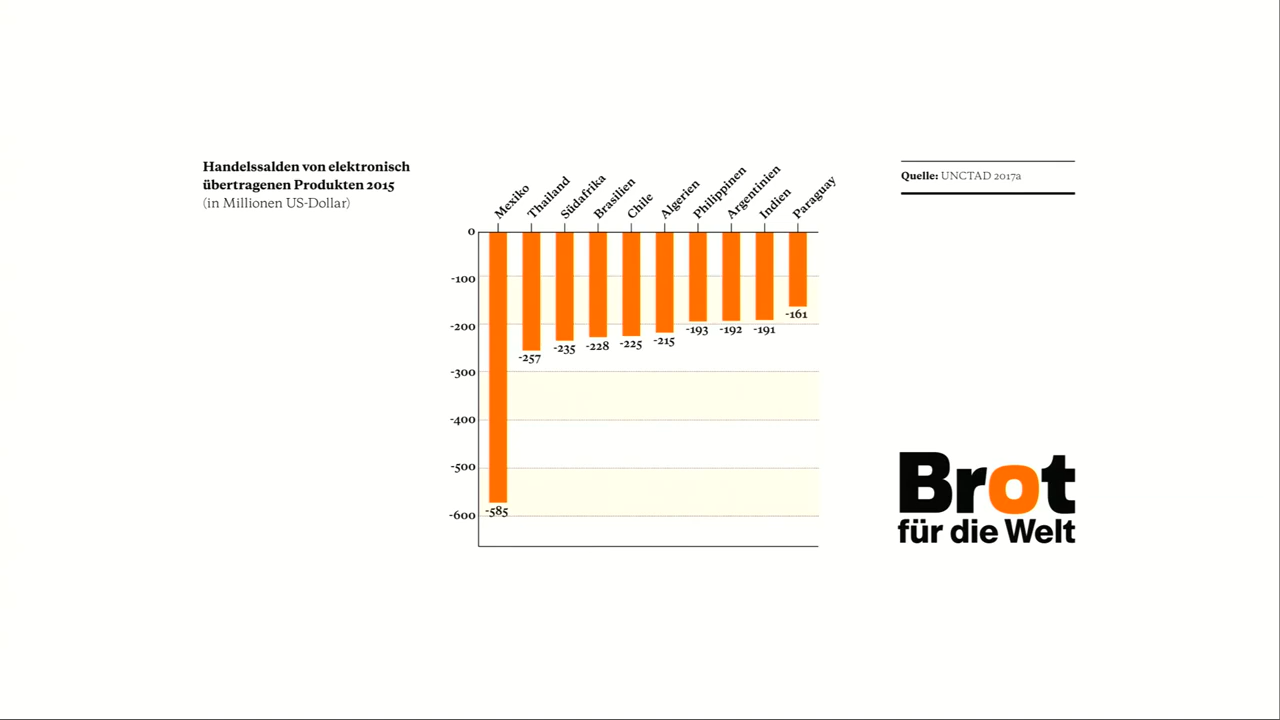 Handelssalden von elektronisch
übertragenen Produkten 2015
(in Millionen US-Dollar)
Mexiko
Thailand
Südafrika
Brasilien
Chile
Algerien
Philippinen
Argentinien
Indien
Paraguay
0
-100
-200
-300
-400
-500
-600
-585
-257
-235
-228
-225
-215
-193
-192
-191
-161
Quelle: UNCTAD 2017a
Brot
für die Welt